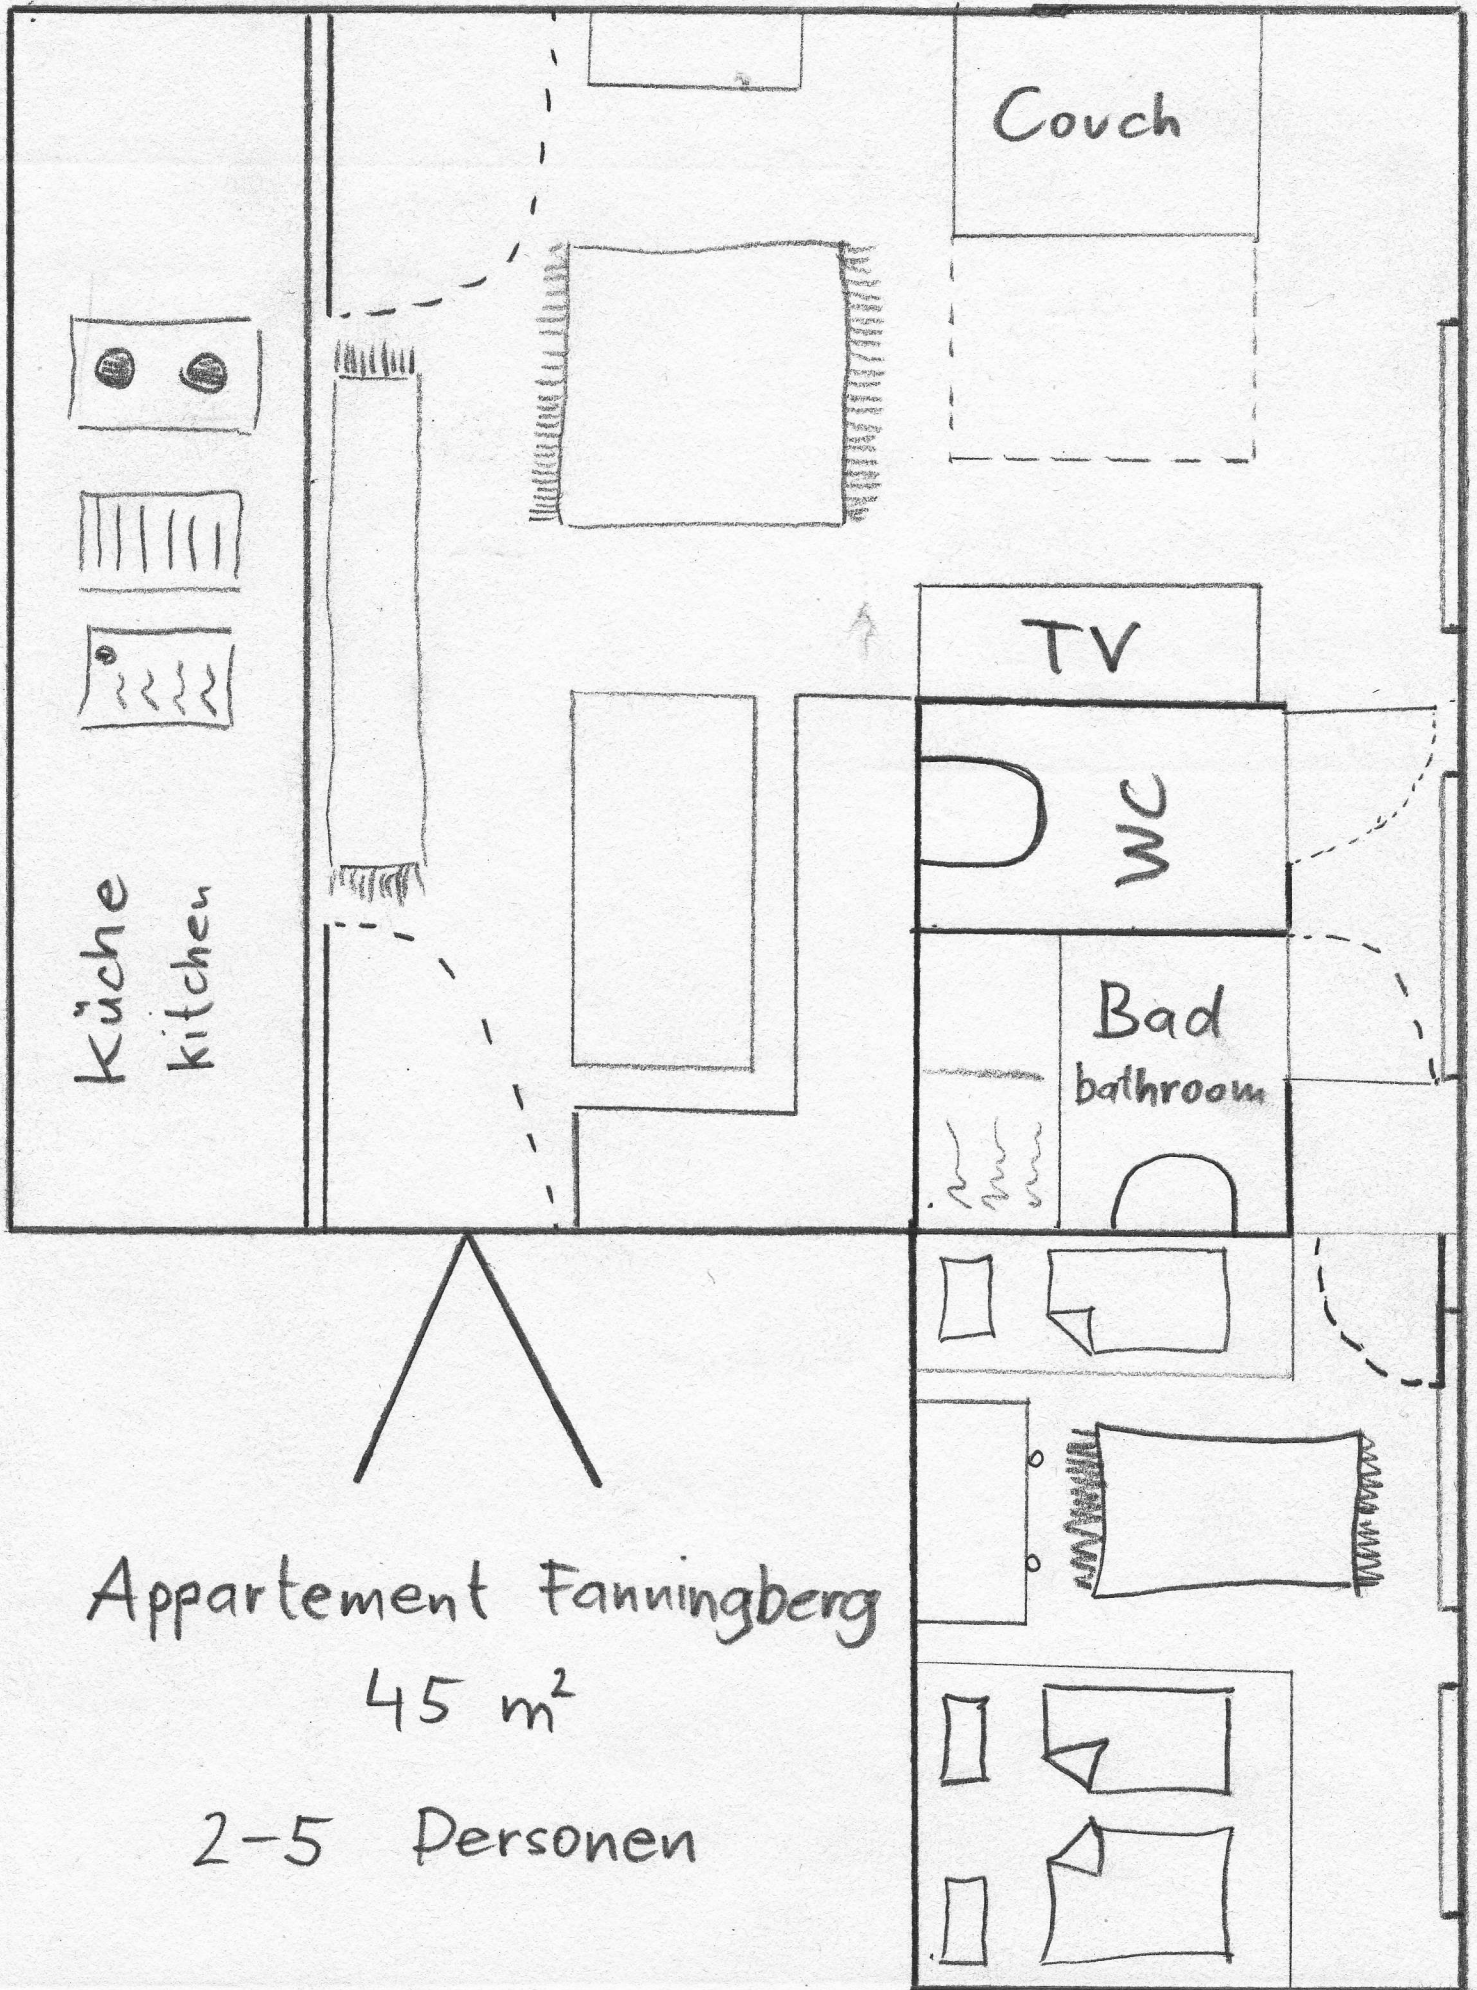 Couch
TV
WC
Küche
kitchen
Bad
bathroom
Appartement Fanningberg
45 m²
2-5 Personen